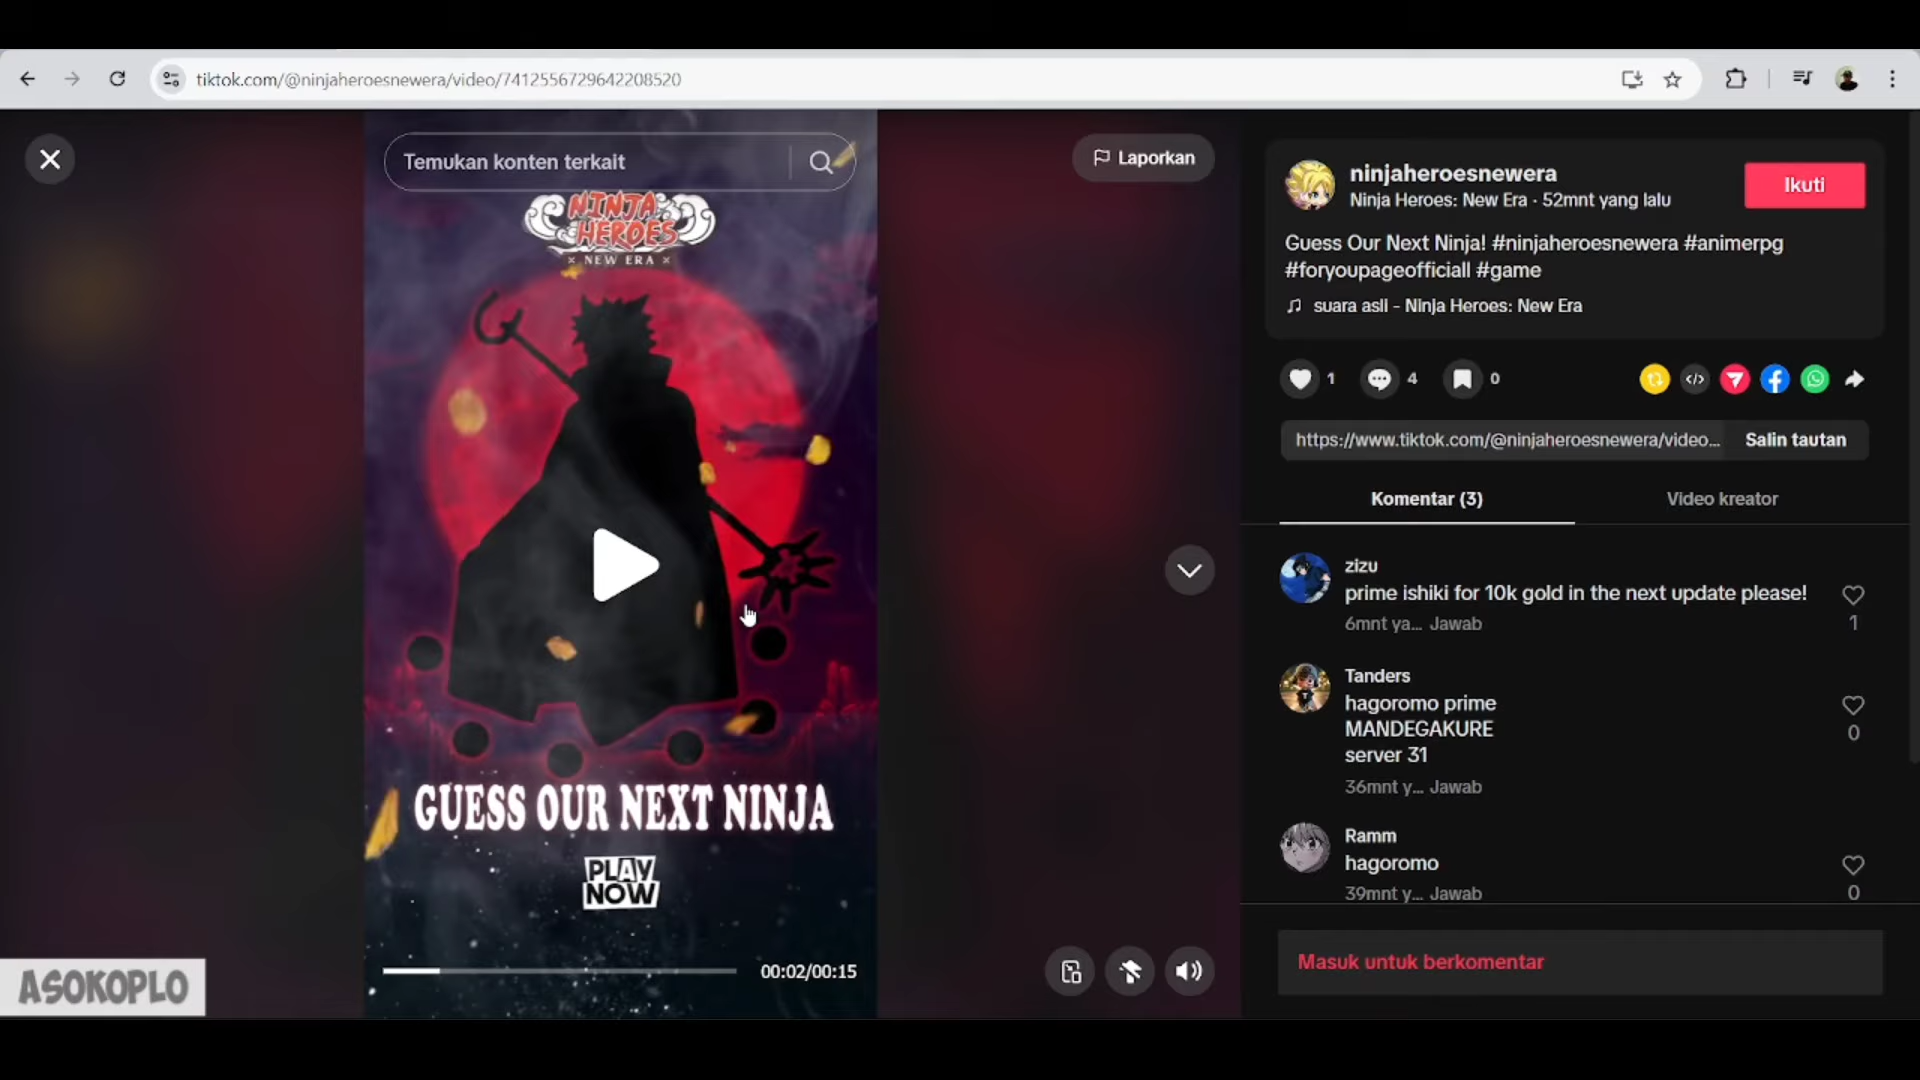 tiktok.com/@ninjaheroesnewera/video/7412556729642208520
Temukan konten terkait
Laporkan
NINJA
HEROES
× NEW ERA ×
GUESS OUR NEXT NINJA
PLAY
NOW
00:02/00:15
ASOKOPLO
ninjaheroesnewera
Ninja Heroes: New Era · 52mnt yang lalu
Ikuti
Guess Our Next Ninja! #ninjaheroesnewera #animerpg
#foryoupageofficiall #game
suara asli - Ninja Heroes: New Era
1
4
0
https://www.tiktok.com/@ninjaheroesnewera/video...
Salin tautan
Komentar (3)
Video kreator
zizu
prime ishiki for 10k gold in the next update please!
6mnt ya... Jawab
1
Tanders
hagoromo prime
MANDEGAKURE
server 31
36mnt y... Jawab
0
Ramm
hagoromo
39mnt y... Jawab
0
Masuk untuk berkomentar